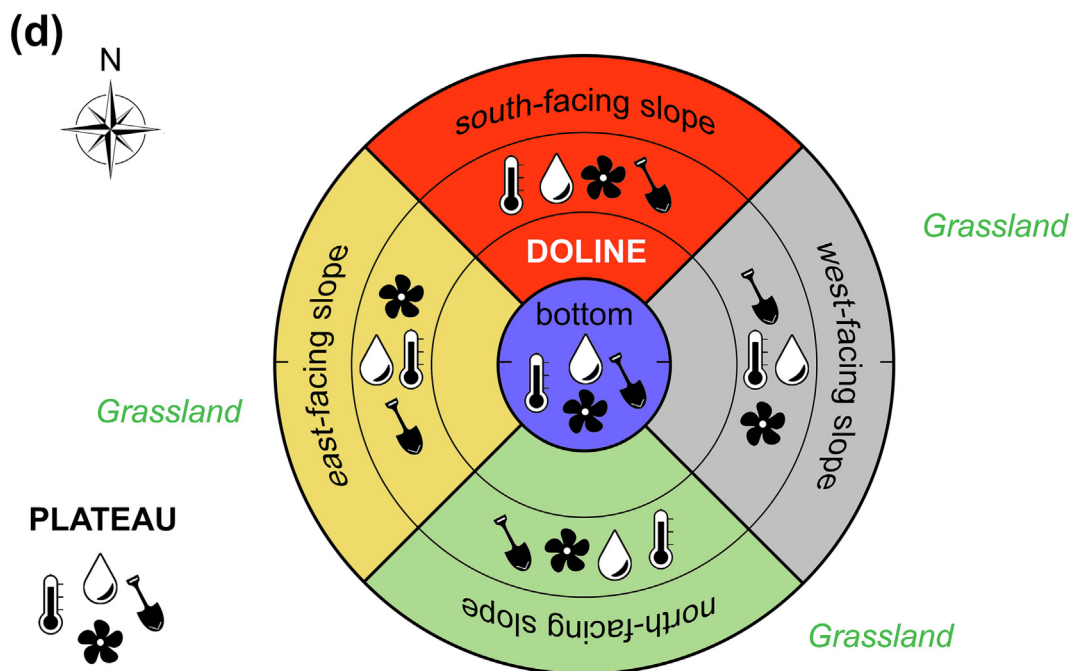 (d)
N
south-facing slope
Grassland
DOLINE
east-facing slope
bottom
west-facing slope
Grassland
PLATEAU
north-facing slope
Grassland